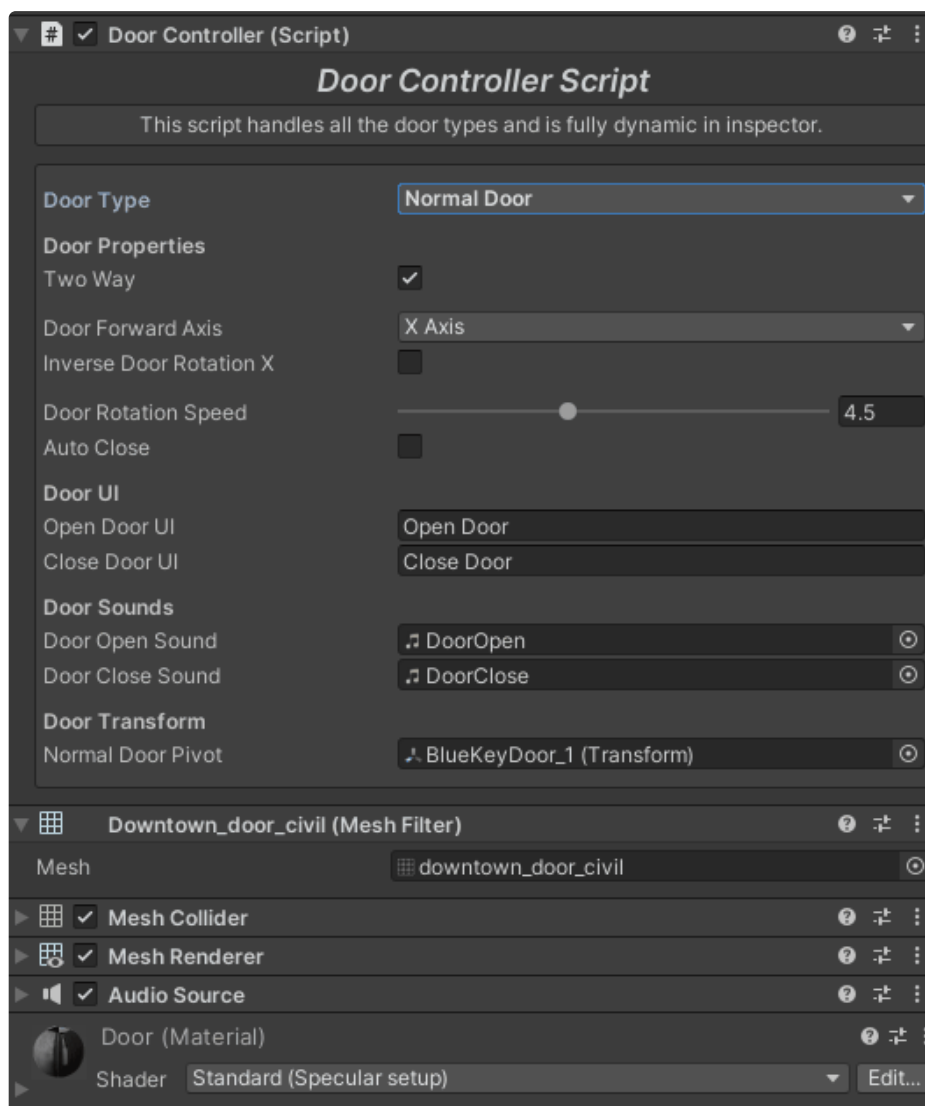 Door Controller (Script)
Door Controller Script
This script handles all the door types and is fully dynamic in inspector.
Door Type Normal Door
Door Properties
Two Way
Door Forward Axis X Axis
Inverse Door Rotation X
Door Rotation Speed 4.5
Auto Close
Door UI
Open Door UI Open Door
Close Door UI Close Door
Door Sounds
Door Open Sound DoorOpen
Door Close Sound DoorClose
Door Transform
Normal Door Pivot BlueKeyDoor_1 (Transform)
Downtown_door_civil (Mesh Filter)
Mesh downtown_door_civil
Mesh Collider
Mesh Renderer
Audio Source
Door (Material)
Shader Standard (Specular setup) Edit...